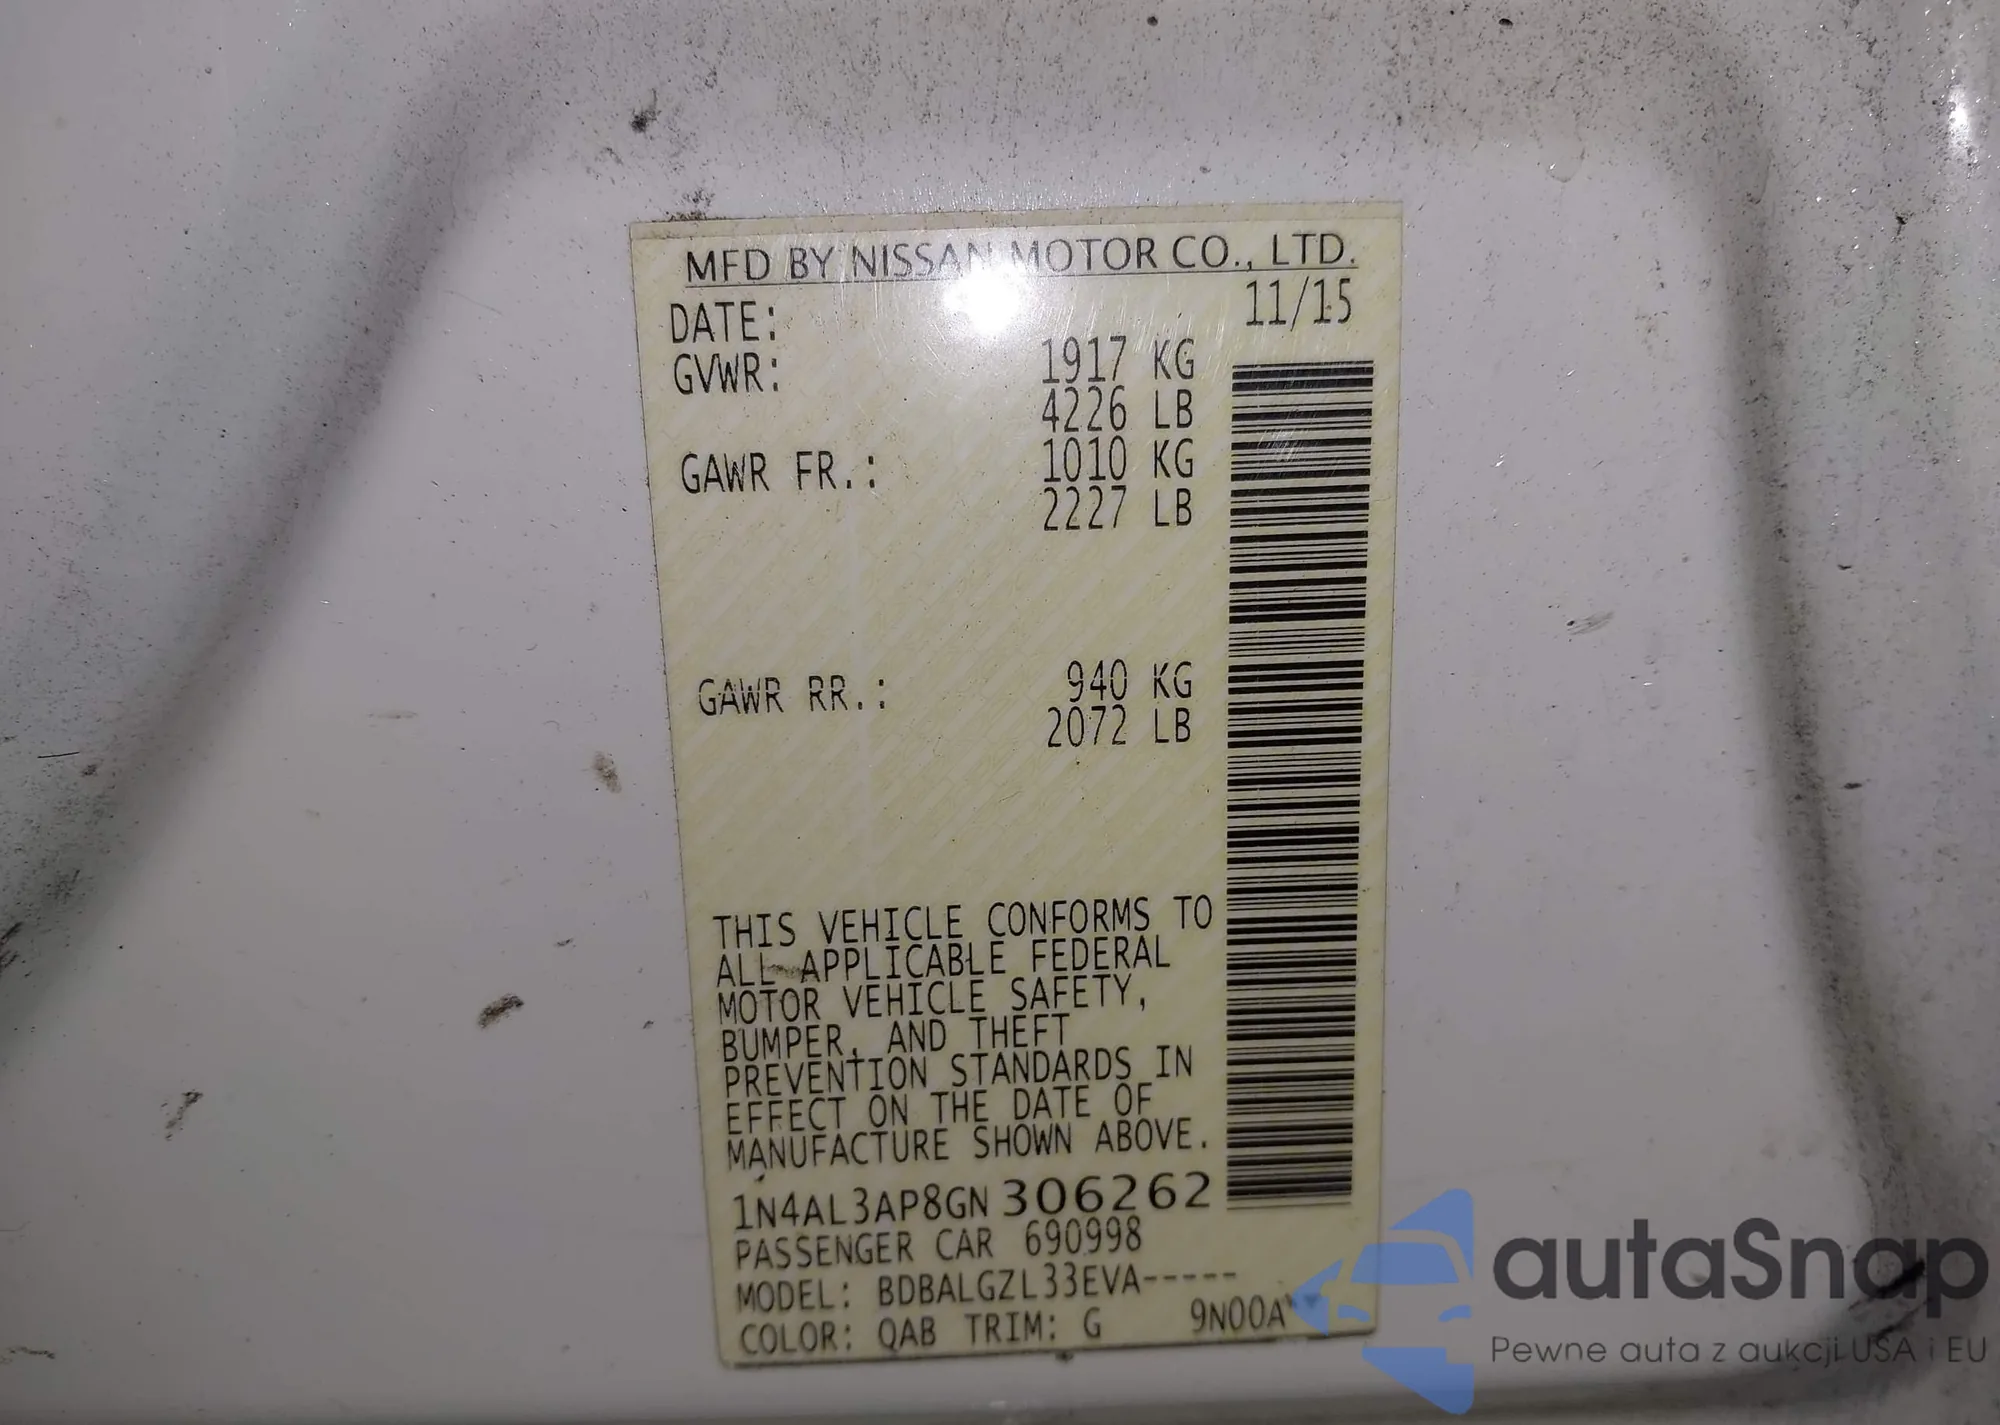 MFD BY NISSAN MOTOR CO., LTD.
DATE: 11/15
GVWR: 1917 KG
4226 LB
GAWR FR.: 1010 KG
2227 LB
GAWR RR.: 940 KG
2072 LB
THIS VEHICLE CONFORMS TO
ALL APPLICABLE FEDERAL
MOTOR VEHICLE SAFETY,
BUMPER, AND THEFT
PREVENTION STANDARDS IN
EFFECT ON THE DATE OF
MANUFACTURE SHOWN ABOVE.
1N4AL3AP8GN306262
PASSENGER CAR 690998
MODEL: BDBALGZL33EVA-----
COLOR: QAB TRIM: G 9N00A
autaSnap
Pewne auta z aukcji USA i EU